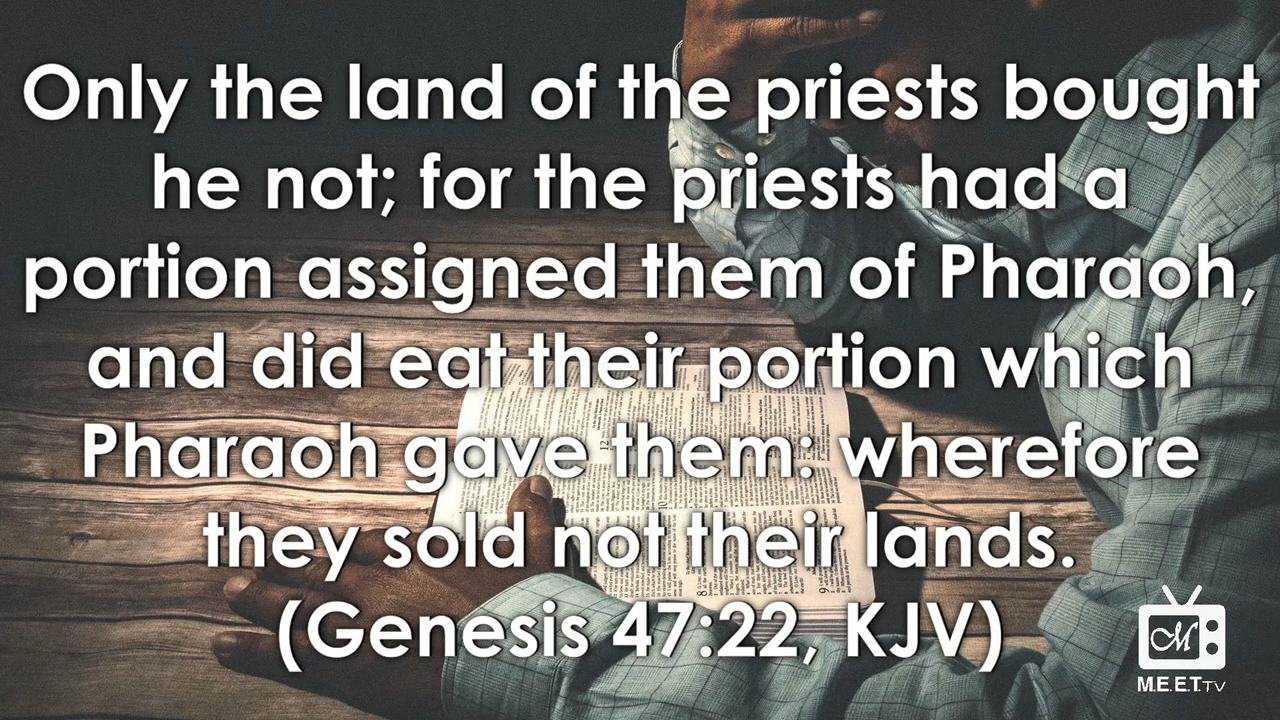 Only the land of the priests bought
he not; for the priests had a
portion assigned them of Pharaoh,
and did eat their portion which
Pharaoh gave them: wherefore
they sold not their lands.
(Genesis 47:22, KJV)
M
M.E.E.T.TV